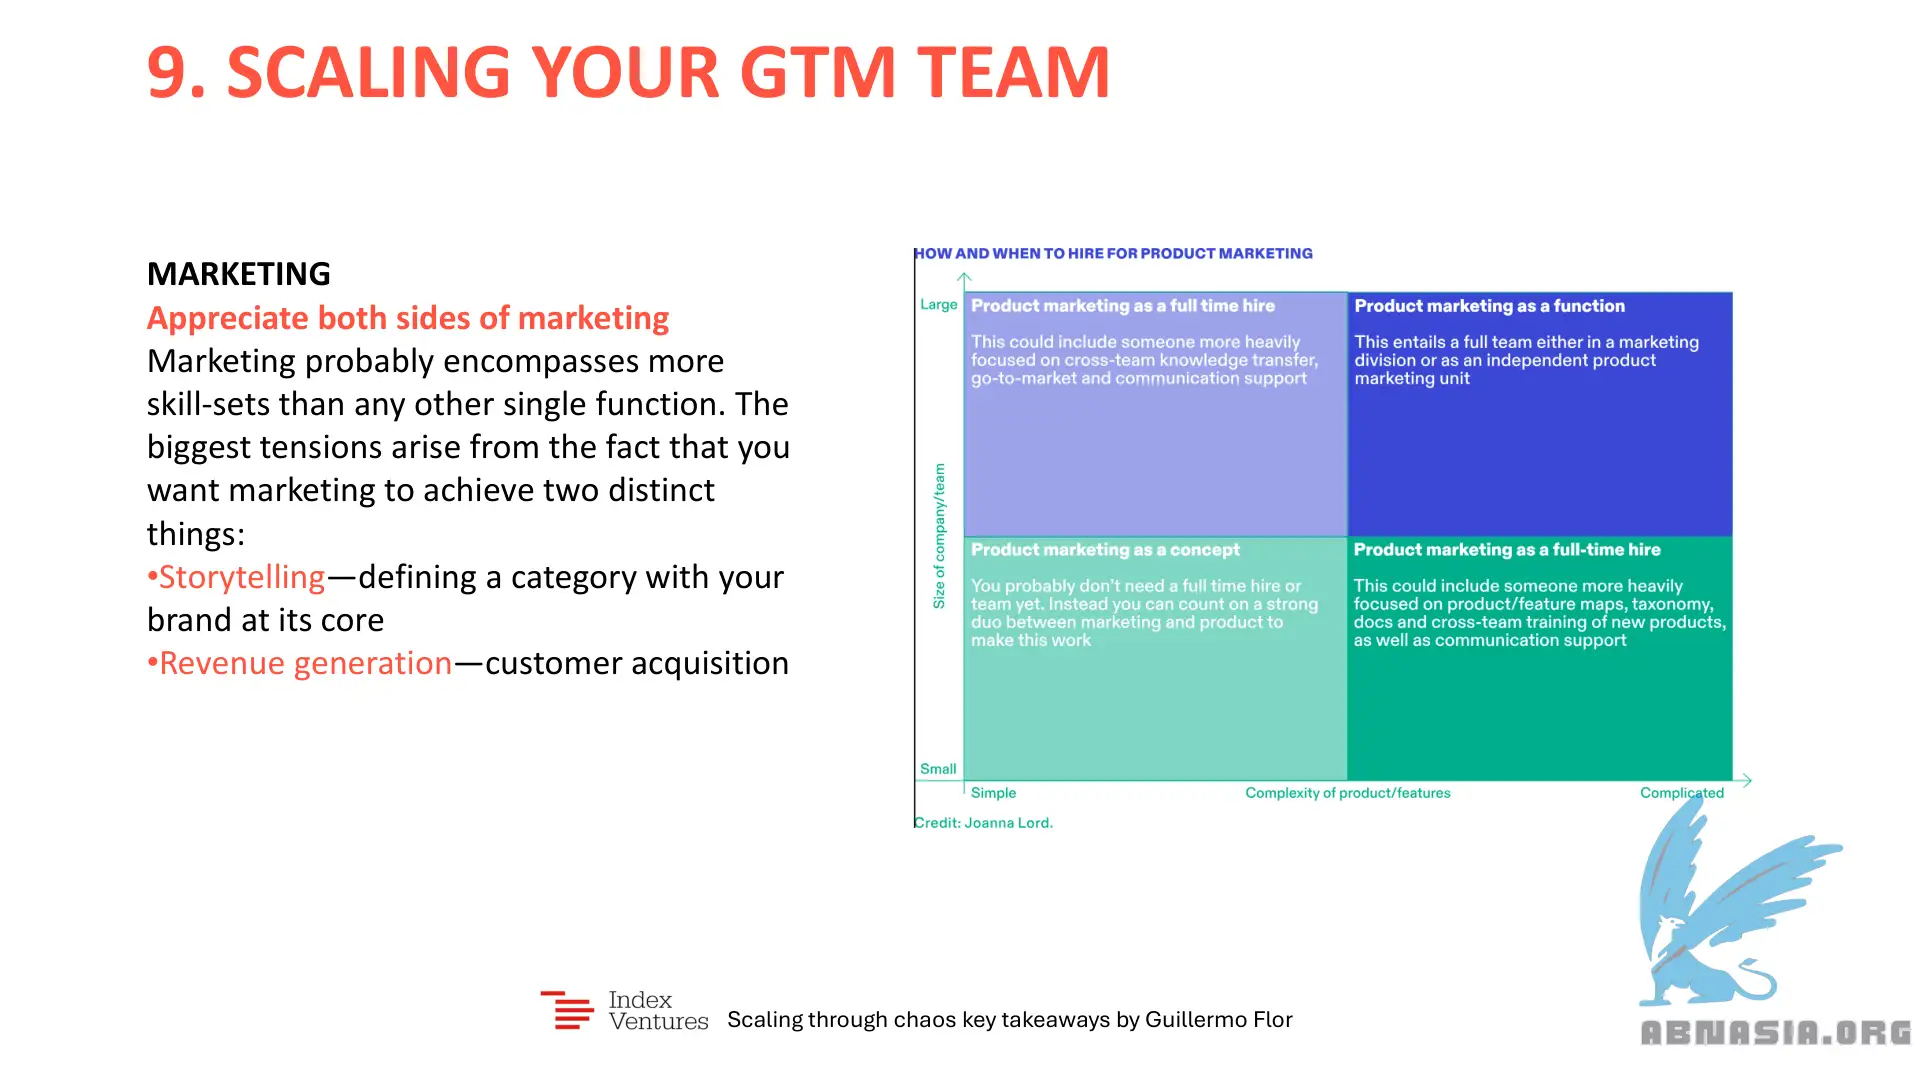 9. SCALING YOUR GTM TEAM
MARKETING
Appreciate both sides of marketing
Marketing probably encompasses more
skill-sets than any other single function. The
biggest tensions arise from the fact that you
want marketing to achieve two distinct
things:
•Storytelling—defining a category with your
brand at its core
•Revenue generation—customer acquisition
HOW AND WHEN TO HIRE FOR PRODUCT MARKETING
Large
Size of company/team
Small
Product marketing as a full time hire
This could include someone more heavily
focused on cross-team knowledge transfer,
go-to-market and communication support
Product marketing as a function
This entails a full team either in a marketing
division or as an independent product
marketing unit
Product marketing as a concept
You probably don't need a full time hire or
team yet. Instead you can count on a strong
duo between marketing and product to
make this work
Product marketing as a full-time hire
This could include someone more heavily
focused on product/feature maps, taxonomy,
docs and cross-team training of new products,
as well as communication support
Simple
Complexity of product/features
Complicated
Credit: Joanna Lord.
Index
Ventures
Scaling through chaos key takeaways by Guillermo Flor
ABNASIA.ORG